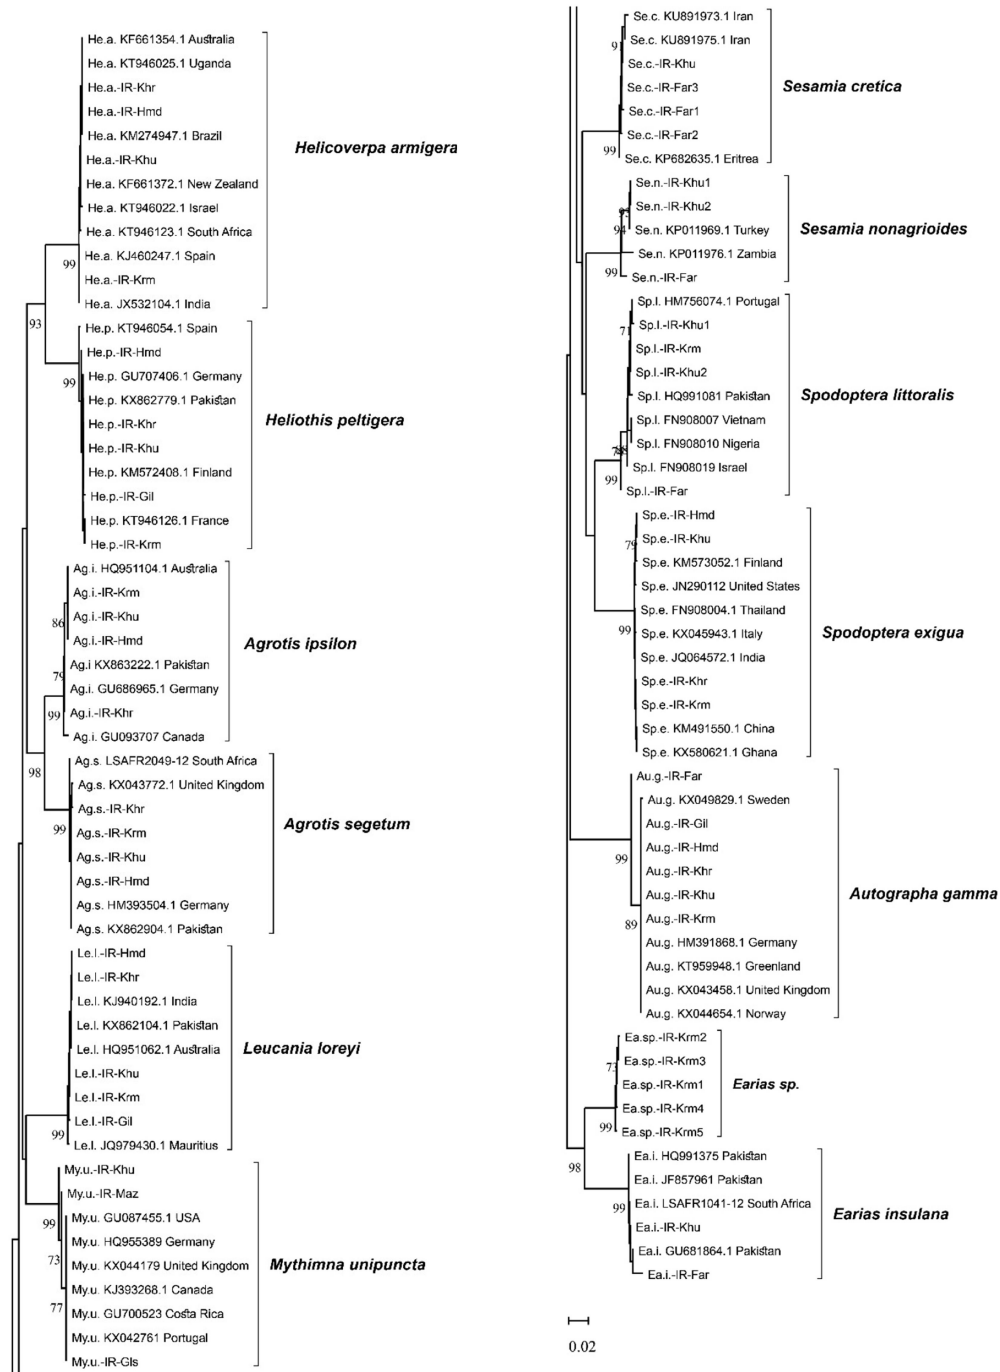 He.a. KF661354.1 Australia
He.a. KT946025.1 Uganda
He.a.-IR-Khr
He.a.-IR-Hmd
He.a. KM274947.1 Brazil
He.a.-IR-Khu
He.a. KF661372.1 New Zealand
He.a. KT946022.1 Israel
He.a. KT946123.1 South Africa
He.a. KJ460247.1 Spain
He.a.-IR-Krm
He.a. JX532104.1 India
Helicoverpa armigera
99
93
He.p. KT946054.1 Spain
He.p.-IR-Hmd
He.p. GU707406.1 Germany
He.p. KX862779.1 Pakistan
He.p.-IR-Khr
He.p.-IR-Khu
He.p. KM572408.1 Finland
He.p.-IR-Gil
He.p. KT946126.1 France
He.p.-IR-Krm
Heliothis peltigera
99
Ag.i. HQ951104.1 Australia
Ag.i.-IR-Krm
Ag.i.-IR-Khu
Ag.i.-IR-Hmd
Ag.i KX863222.1 Pakistan
Ag.i. GU686965.1 Germany
Ag.i.-IR-Khr
Ag.i. GU093707 Canada
Agrotis ipsilon
86
79
99
98
Ag.s. LSAFR2049-12 South Africa
Ag.s. KX043772.1 United Kingdom
Ag.s.-IR-Khr
Ag.s.-IR-Krm
Ag.s.-IR-Khu
Ag.s.-IR-Hmd
Ag.s. HM393504.1 Germany
Ag.s. KX862904.1 Pakistan
Agrotis segetum
99
Le.l.-IR-Hmd
Le.l.-IR-Khr
Le.l. KJ940192.1 India
Le.l. KX862104.1 Pakistan
Le.l. HQ951062.1 Australia
Le.l.-IR-Khu
Le.l.-IR-Krm
Le.l.-IR-Gil
Le.l. JQ979430.1 Mauritius
Leucania loreyi
99
My.u.-IR-Khu
My.u.-IR-Maz
My.u. GU087455.1 USA
My.u. HQ955389 Germany
My.u. KX044179 United Kingdom
My.u. KJ393268.1 Canada
My.u. GU700523 Costa Rica
My.u. KX042761 Portugal
My.u.-IR-Gls
Mythimna unipuncta
99
73
77
Se.c. KU891973.1 Iran
Se.c. KU891975.1 Iran
Se.c.-IR-Khu
Se.c.-IR-Far3
Se.c.-IR-Far1
Se.c.-IR-Far2
Se.c. KP682635.1 Eritrea
Sesamia cretica
99
Se.n.-IR-Khu1
Se.n.-IR-Khu2
Se.n. KP011969.1 Turkey
Se.n. KP011976.1 Zambia
Se.n.-IR-Far
Sesamia nonagrioides
94
99
Sp.l. HM756074.1 Portugal
Sp.l.-IR-Khu1
Sp.l.-IR-Krm
Sp.l.-IR-Khu2
Sp.l. HQ991081 Pakistan
Sp.l. FN908007 Vietnam
Sp.l. FN908010 Nigeria
Sp.l. FN908019 Israel
Sp.l.-IR-Far
Spodoptera littoralis
71
99
Sp.e.-IR-Hmd
Sp.e.-IR-Khu
Sp.e. KM573052.1 Finland
Sp.e. JN290112 United States
Sp.e. FN908004.1 Thailand
Sp.e. KX045943.1 Italy
Sp.e. JQ064572.1 India
Sp.e.-IR-Khr
Sp.e.-IR-Krm
Sp.e. KM491550.1 China
Sp.e. KX580621.1 Ghana
Spodoptera exigua
79
99
Au.g.-IR-Far
Au.g. KX049829.1 Sweden
Au.g.-IR-Gil
Au.g.-IR-Hmd
Au.g.-IR-Khr
Au.g.-IR-Khu
Au.g.-IR-Krm
Au.g. HM391868.1 Germany
Au.g. KT959948.1 Greenland
Au.g. KX043458.1 United Kingdom
Au.g. KX044654.1 Norway
Autographa gamma
99
89
Ea.sp.-IR-Krm2
Ea.sp.-IR-Krm3
Ea.sp.-IR-Krm1
Ea.sp.-IR-Krm4
Ea.sp.-IR-Krm5
Earias sp.
73
99
98
Ea.i. HQ991375 Pakistan
Ea.i. JF857961 Pakistan
Ea.i. LSAFR1041-12 South Africa
Ea.i.-IR-Khu
Ea.i. GU681864.1 Pakistan
Ea.i.-IR-Far
Earias insulana
99
0.02